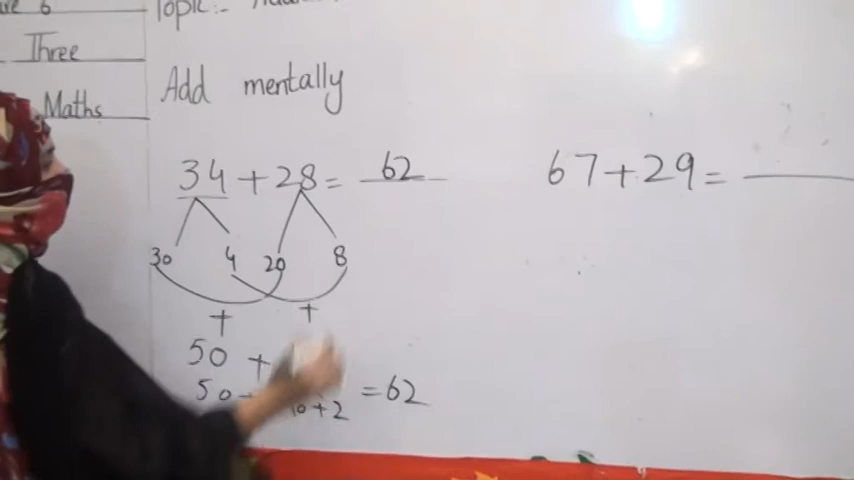 6
Three
Maths
Topic:-
Add mentally
34 + 28 = 62
30 4 20 8
+ +
50 +
50 + 10 + 2 = 62
67 + 29 =